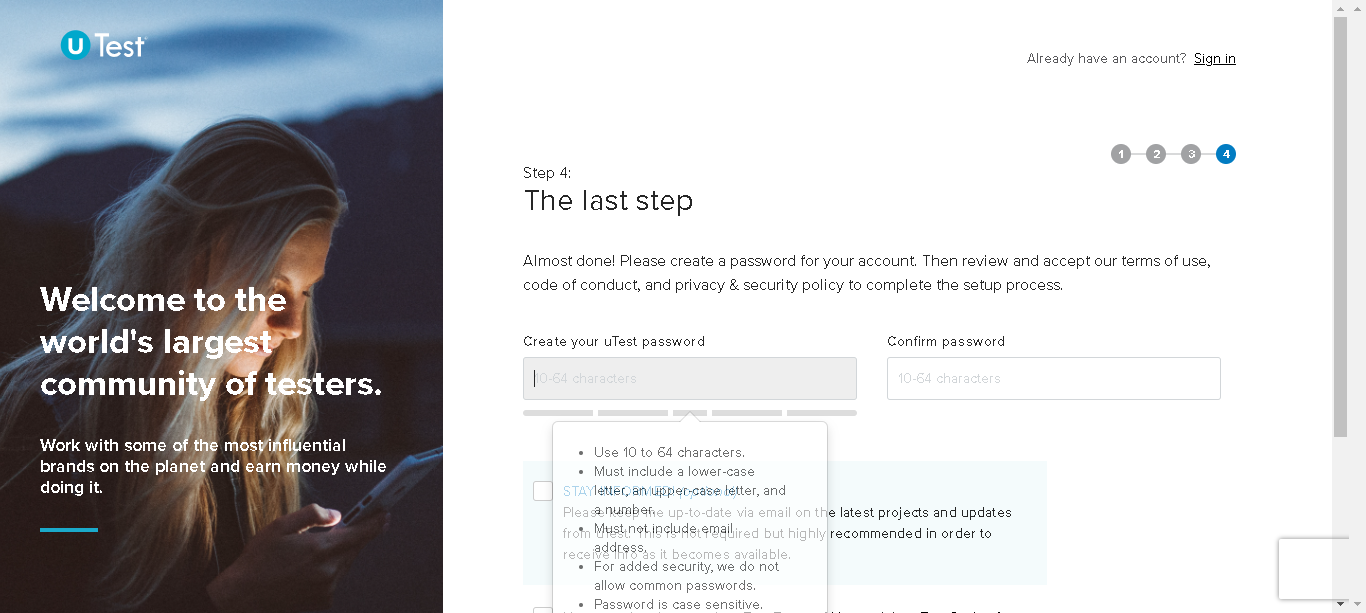 uTest
Already have an account? Sign in
1 2 3 4
Step 4:
The last step
Welcome to the
world's largest
community of testers.
Work with some of the most influential
brands on the planet and earn money while
doing it.
Almost done! Please create a password for your account. Then review and accept our terms of use,
code of conduct, and privacy & security policy to complete the setup process.
Create your uTest password
10-64 characters
Confirm password
10-64 characters
Use 10 to 64 characters.
Must include a lower-case
letter, an upper-case letter, and
a number.
Must not include email
address.
For added security, we do not
allow common passwords.
Password is case sensitive.
STAY INFORMED (optional)
Please keep me up-to-date via email on the latest projects and updates
from uTest. This is not required but highly recommended in order to
receive info as it becomes available.